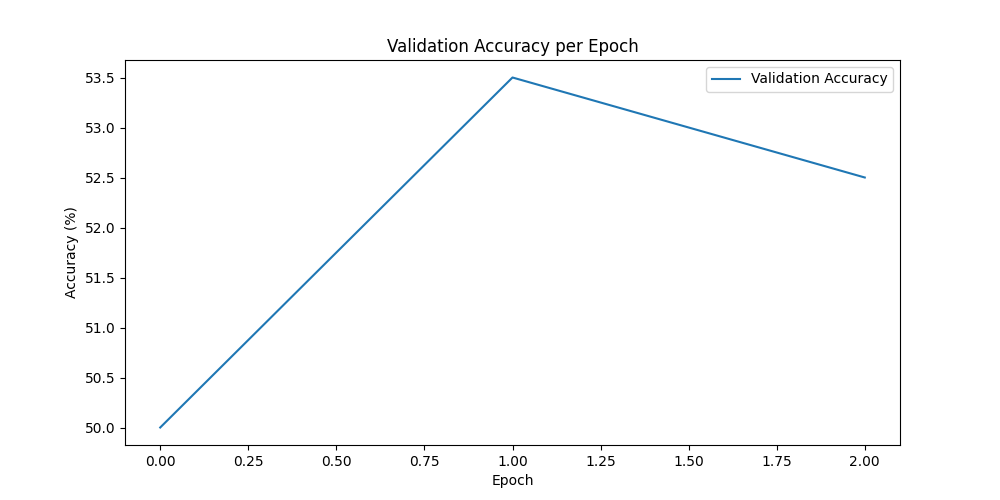 Validation Accuracy per Epoch
Validation Accuracy
53.5
53.0
52.5
52.0
51.5
51.0
50.5
50.0
Accuracy (%)
0.00 0.25 0.50 0.75 1.00 1.25 1.50 1.75 2.00
Epoch